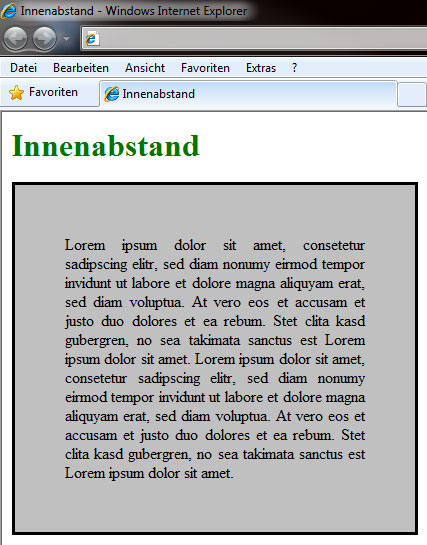 Innenabstand - Windows Internet Explorer
Datei Bearbeiten Ansicht Favoriten Extras ?
Favoriten Innenabstand
Innenabstand
Lorem ipsum dolor sit amet, consetetur
sadipscing elitr, sed diam nonumy eirmod tempor
invidunt ut labore et dolore magna aliquyam erat,
sed diam voluptua. At vero eos et accusam et
justo duo dolores et ea rebum. Stet clita kasd
gubergren, no sea takimata sanctus est Lorem
ipsum dolor sit amet. Lorem ipsum dolor sit amet,
consetetur sadipscing elitr, sed diam nonumy
eirmod tempor invidunt ut labore et dolore magna
aliquyam erat, sed diam voluptua. At vero eos et
accusam et justo duo dolores et ea rebum. Stet
clita kasd gubergren, no sea takimata sanctus est
Lorem ipsum dolor sit amet.